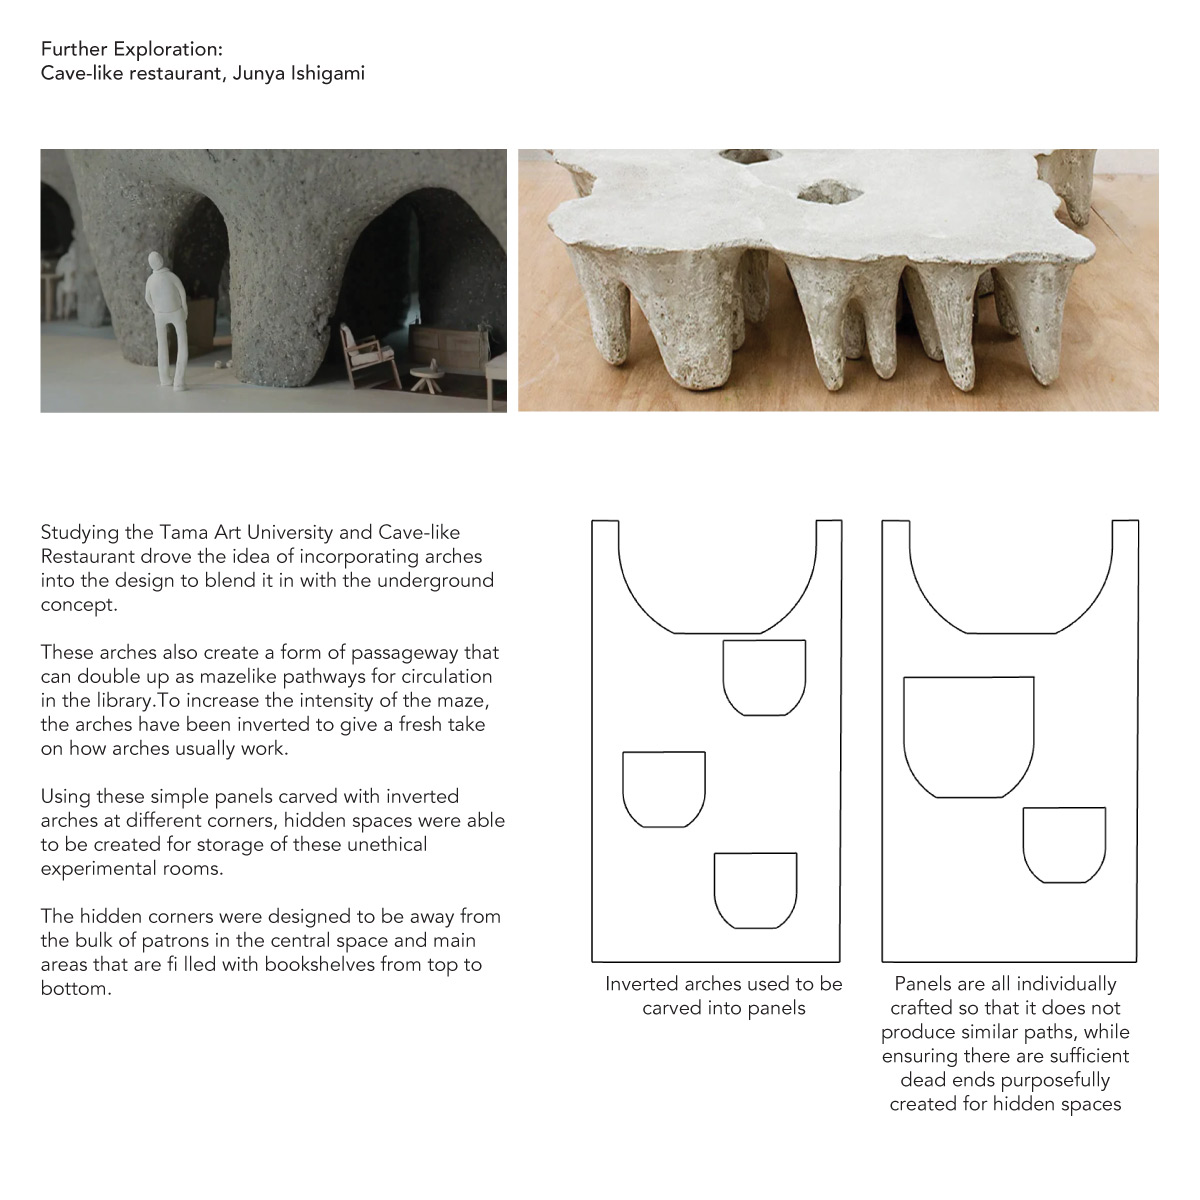 Further Exploration:
Cave-like restaurant, Junya Ishigami
Studying the Tama Art University and Cave-like
Restaurant drove the idea of incorporating arches
into the design to blend it in with the underground
concept.
These arches also create a form of passageway that
can double up as mazelike pathways for circulation
in the library.To increase the intensity of the maze,
the arches have been inverted to give a fresh take
on how arches usually work.
Using these simple panels carved with inverted
arches at different corners, hidden spaces were able
to be created for storage of these unethical
experimental rooms.
The hidden corners were designed to be away from
the bulk of patrons in the central space and main
areas that are fi lled with bookshelves from top to
bottom.
Inverted arches used to be
carved into panels
Panels are all individually
crafted so that it does not
produce similar paths, while
ensuring there are sufficient
dead ends purposefully
created for hidden spaces